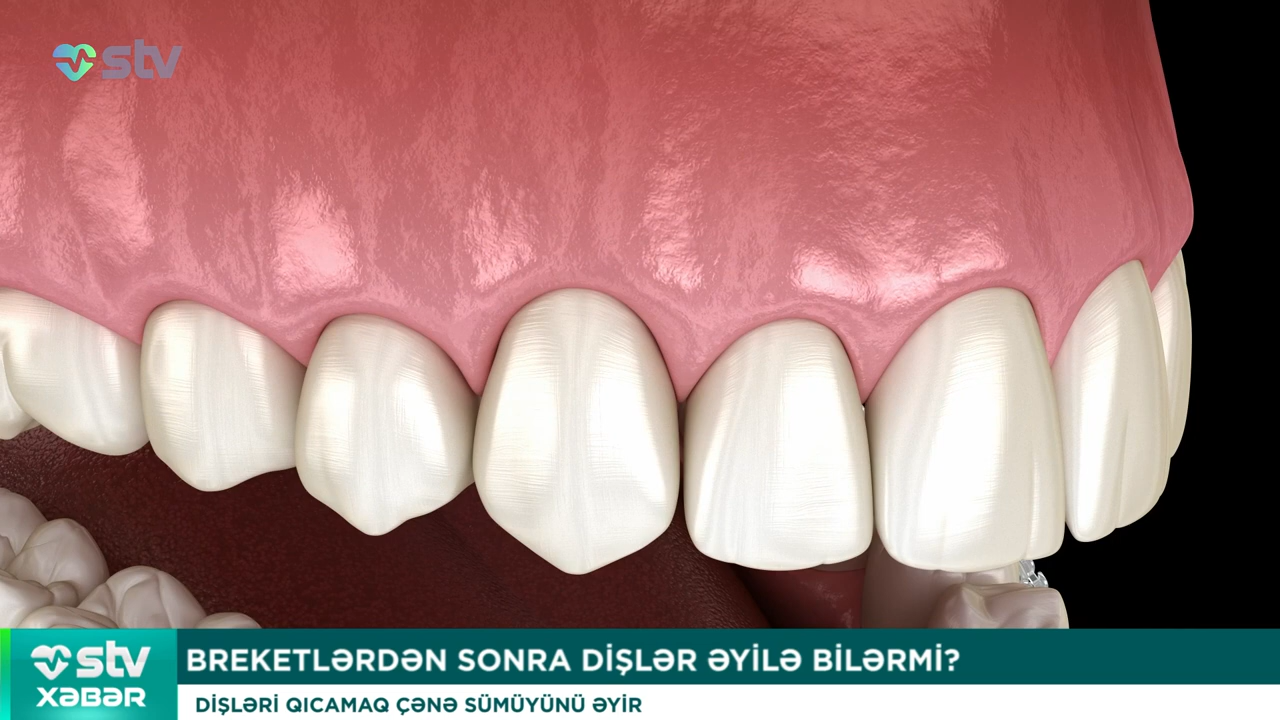 stv
stv
XƏBƏR
BREKETLƏRDƏN SONRA DİŞLƏR ƏYİLƏ BİLƏRMİ?
DİŞLƏRİ QICAMAQ ÇƏNƏ SÜMÜYÜNÜ ƏYİR